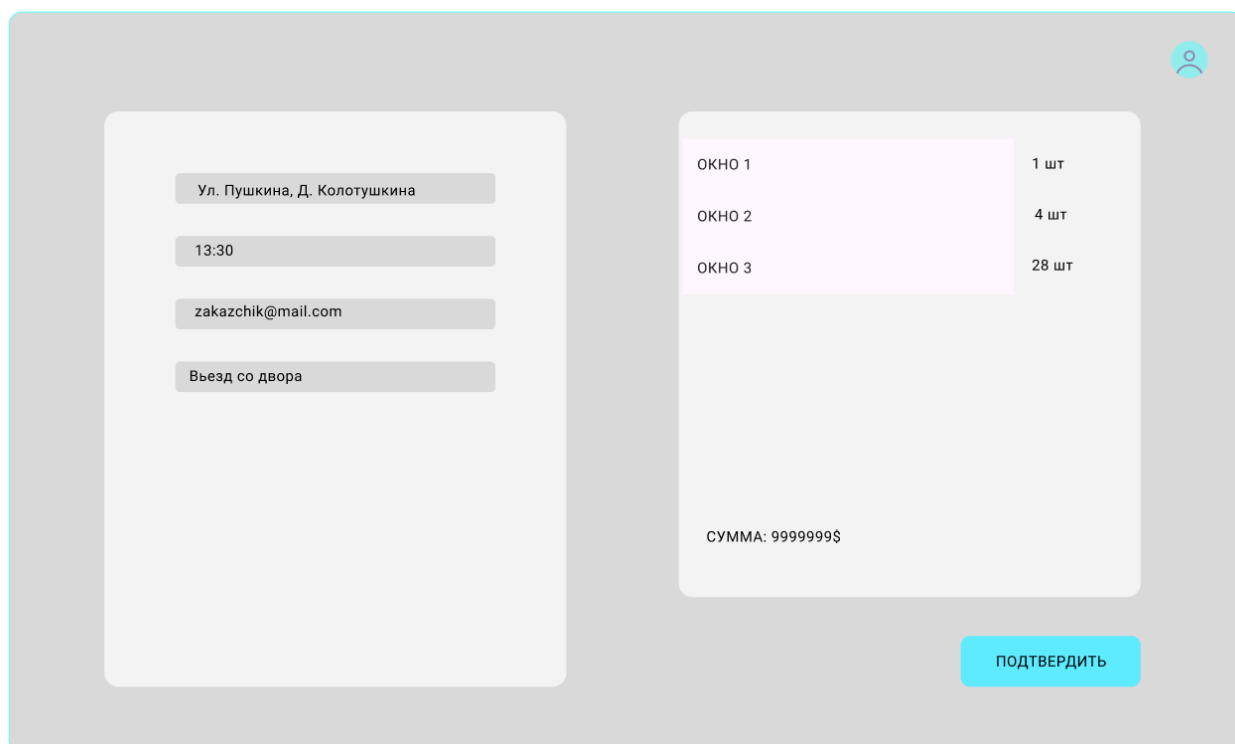 Ул. Пушкина, Д. Колотушкина
13:30
zakazchik@mail.com
Вьезд со двора
ОКНО 1 1 шт
ОКНО 2 4 шт
ОКНО 3 28 шт
СУММА: 9999999$
ПОДТВЕРДИТЬ